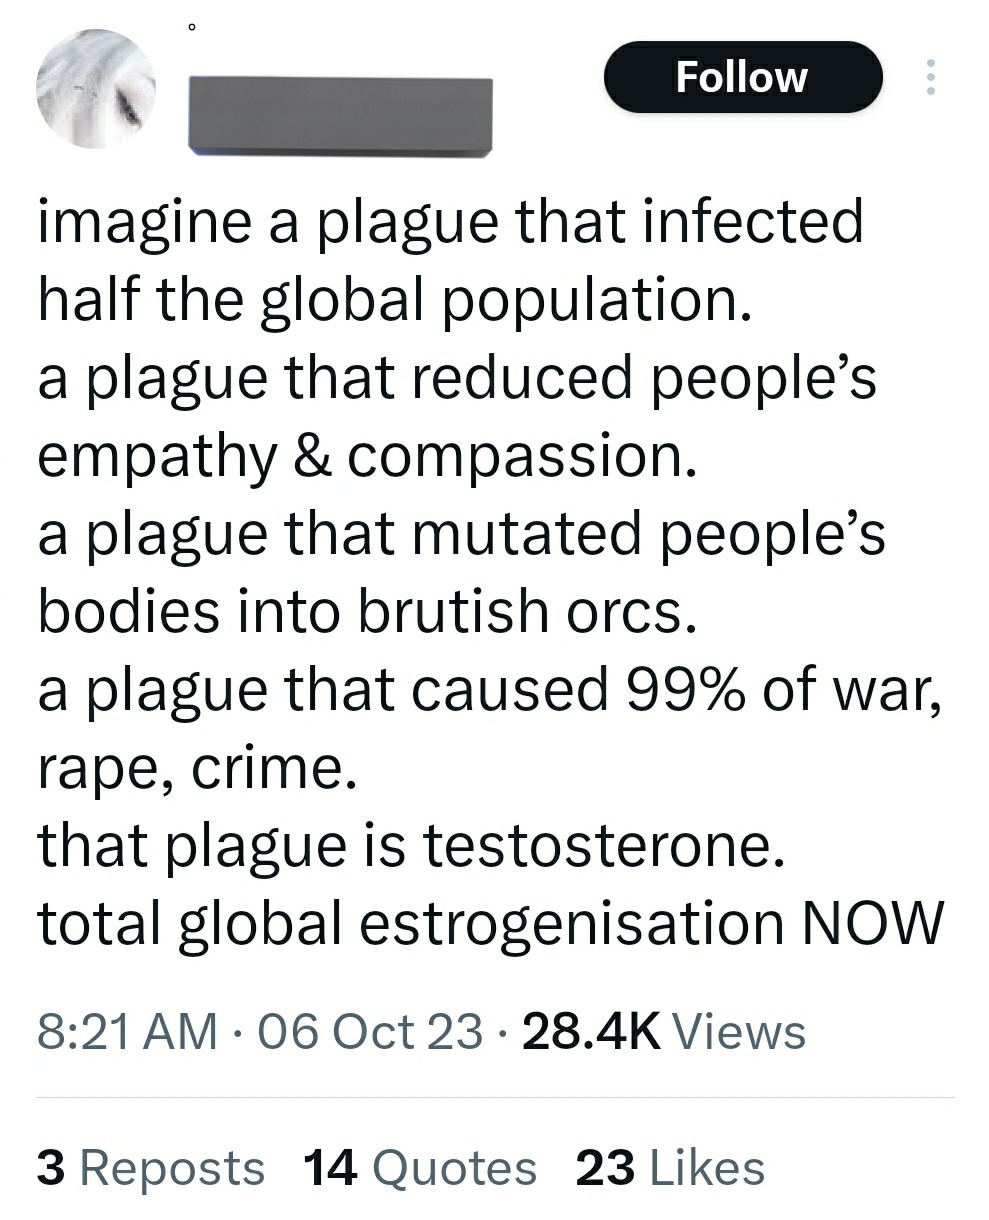 Follow
imagine a plague that infected
half the global population.
a plague that reduced people’s
empathy & compassion.
a plague that mutated people’s
bodies into brutish orcs.
a plague that caused 99% of war,
rape, crime.
that plague is testosterone.
total global estrogenisation NOW
8:21 AM · 06 Oct 23 · 28.4K Views
3 Reposts 14 Quotes 23 Likes